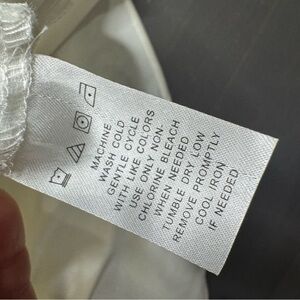 MACHINE
WASH COLD
GENTLE CYCLE
WITH LIKE COLORS
USE ONLY NON-
CHLORINE BLEACH
WHEN NEEDED
TUMBLE DRY LOW
REMOVE PROMPTLY
COOL IRON
IF NEEDED